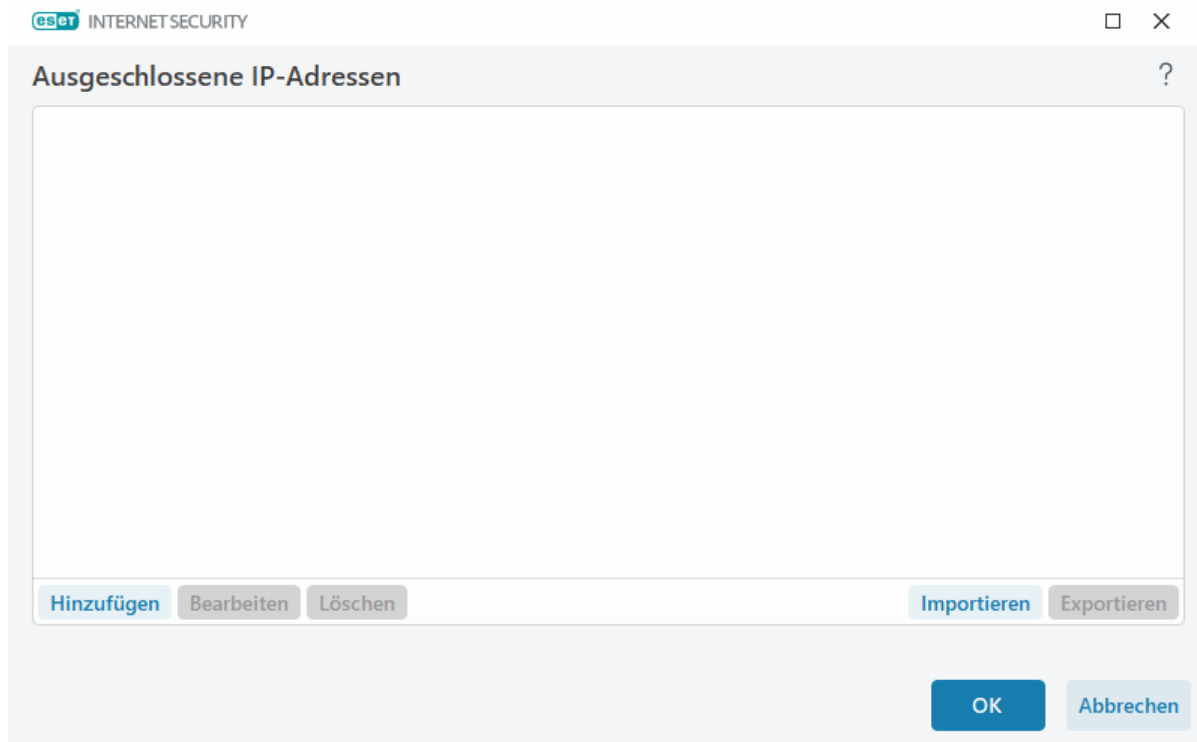 eset INTERNET SECURITY
Ausgeschlossene IP-Adressen ?
Hinzufügen Bearbeiten Löschen Importieren Exportieren
OK Abbrechen